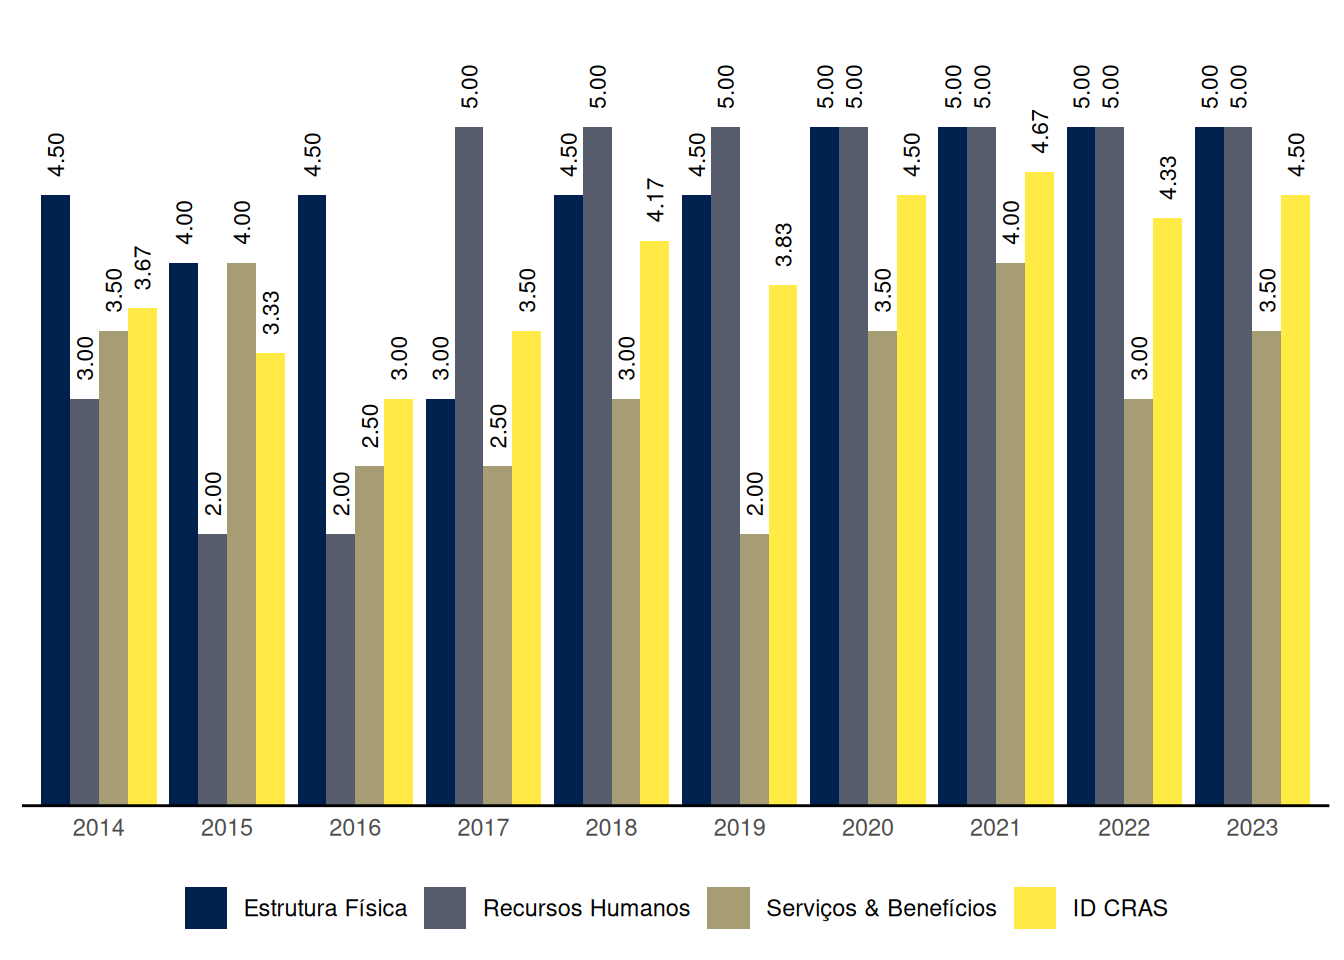 4.50 3.00 3.50 3.67 4.00 2.00 4.00 3.33 4.50 2.00 2.50 3.00 3.00 5.00 2.50 3.50 4.50 5.00 3.00 4.17 4.50 5.00 2.00 3.83 5.00 5.00 3.50 4.50 5.00 5.00 4.00 4.67 5.00 5.00 3.00 4.33 5.00 5.00 3.50 4.50
2014 2015 2016 2017 2018 2019 2020 2021 2022 2023
Estrutura Física Recursos Humanos Serviços & Benefícios ID CRAS